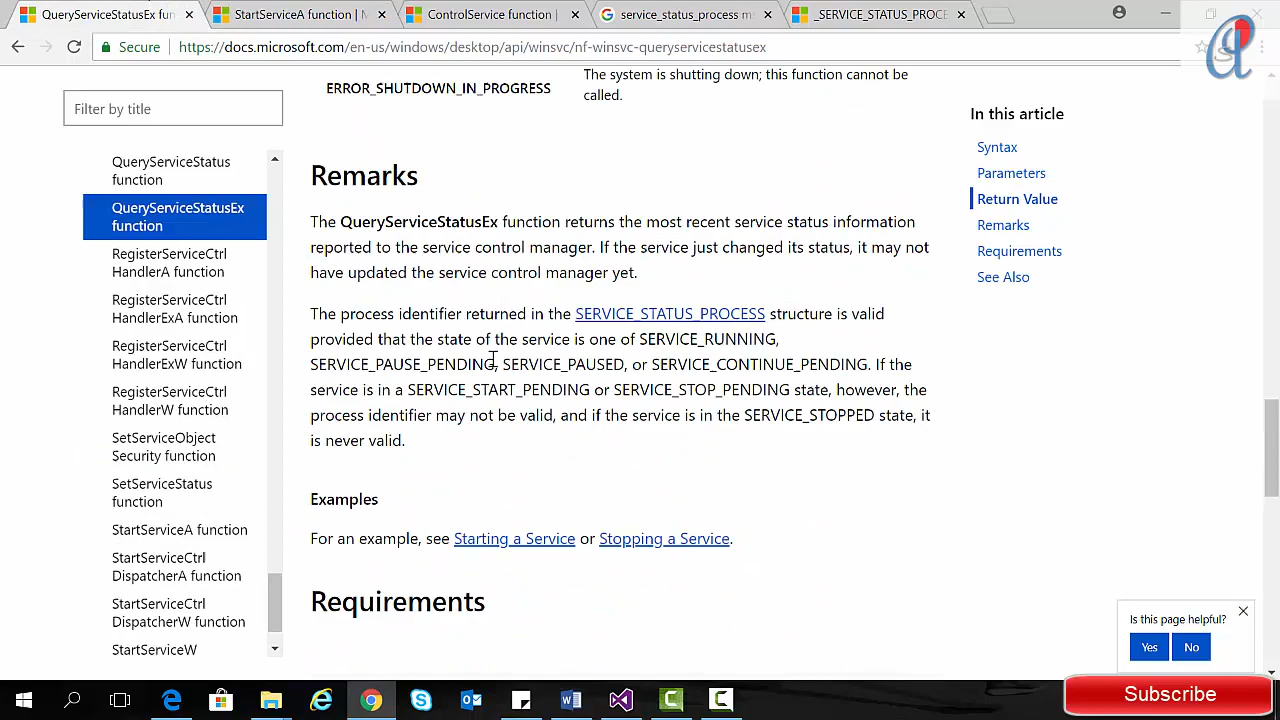 QueryServiceStatusEx fun
StartServiceA function | M
ControlService function |
service_status_process ms
_SERVICE_STATUS_PROCE
Secure
https://docs.microsoft.com/en-us/windows/desktop/api/winsvc/nf-winsvc-queryservicestatusex
Filter by title
QueryServiceStatus
function
QueryServiceStatusEx
function
RegisterServiceCtrl
HandlerA function
RegisterServiceCtrl
HandlerExA function
RegisterServiceCtrl
HandlerExW function
RegisterServiceCtrl
HandlerW function
SetServiceObject
Security function
SetServiceStatus
function
StartServiceA function
StartServiceCtrl
DispatcherA function
StartServiceCtrl
DispatcherW function
StartServiceW
ERROR_SHUTDOWN_IN_PROGRESS
The system is shutting down; this function cannot be
called.
Remarks
The QueryServiceStatusEx function returns the most recent service status information
reported to the service control manager. If the service just changed its status, it may not
have updated the service control manager yet.
The process identifier returned in the SERVICE_STATUS_PROCESS structure is valid
provided that the state of the service is one of SERVICE_RUNNING,
SERVICE_PAUSE_PENDING, SERVICE_PAUSED, or SERVICE_CONTINUE_PENDING. If the
service is in a SERVICE_START_PENDING or SERVICE_STOP_PENDING state, however, the
process identifier may not be valid, and if the service is in the SERVICE_STOPPED state, it
is never valid.
Examples
For an example, see Starting a Service or Stopping a Service.
Requirements
In this article
Syntax
Parameters
Return Value
Remarks
Requirements
See Also
Is this page helpful?
Yes
No
Subscribe